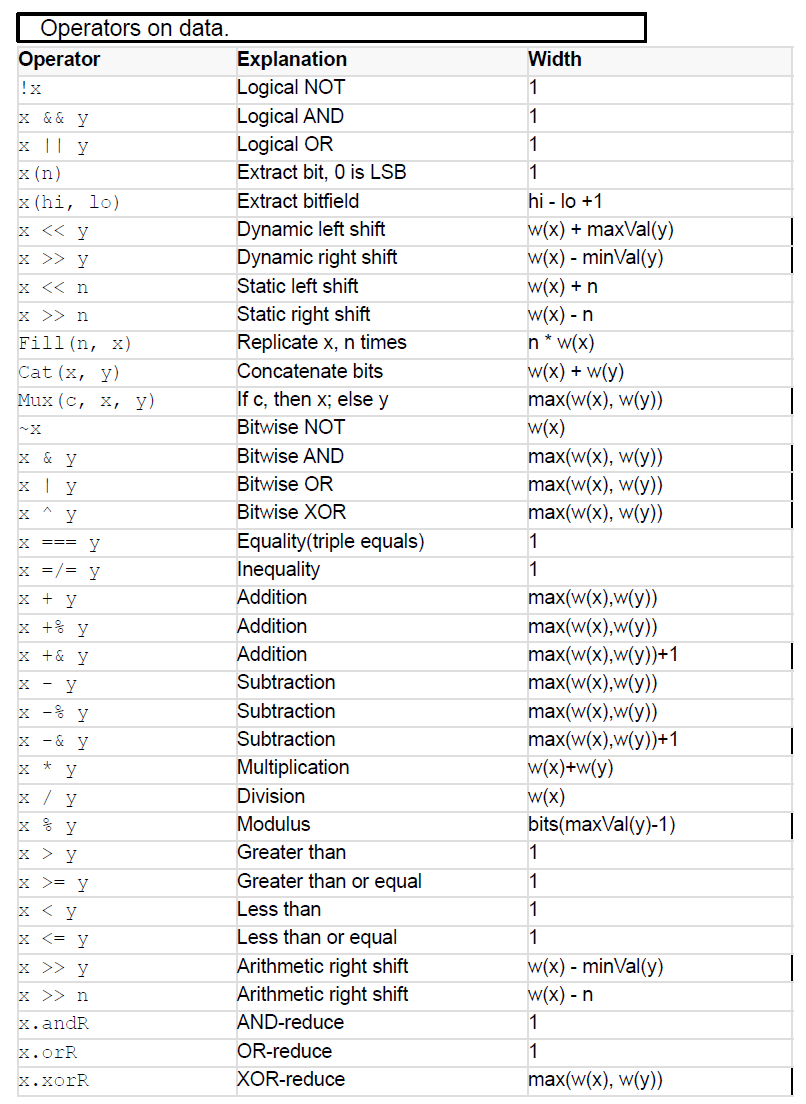 Operators on data.
Operator Explanation Width
!x Logical NOT 1
x && y Logical AND 1
x || y Logical OR 1
x(n) Extract bit, 0 is LSB 1
x(hi, lo) Extract bitfield hi - lo +1
x << y Dynamic left shift w(x) + maxVal(y)
x >> y Dynamic right shift w(x) - minVal(y)
x << n Static left shift w(x) + n
x >> n Static right shift w(x) - n
Fill(n, x) Replicate x, n times n * w(x)
Cat(x, y) Concatenate bits w(x) + w(y)
Mux(c, x, y) If c, then x; else y max(w(x), w(y))
~x Bitwise NOT w(x)
x & y Bitwise AND max(w(x), w(y))
x | y Bitwise OR max(w(x), w(y))
x ^ y Bitwise XOR max(w(x), w(y))
x === y Equality(triple equals) 1
x =/= y Inequality 1
x + y Addition max(w(x),w(y))
x +% y Addition max(w(x),w(y))
x +& y Addition max(w(x),w(y))+1
x - y Subtraction max(w(x),w(y))
x -% y Subtraction max(w(x),w(y))
x -& y Subtraction max(w(x),w(y))+1
x * y Multiplication w(x)+w(y)
x / y Division w(x)
x % y Modulus bits(maxVal(y)-1)
x > y Greater than 1
x >= y Greater than or equal 1
x < y Less than 1
x <= y Less than or equal 1
x >> y Arithmetic right shift w(x) - minVal(y)
x >> n Arithmetic right shift w(x) - n
x.andR AND-reduce 1
x.orR OR-reduce 1
x.xorR XOR-reduce max(w(x), w(y))